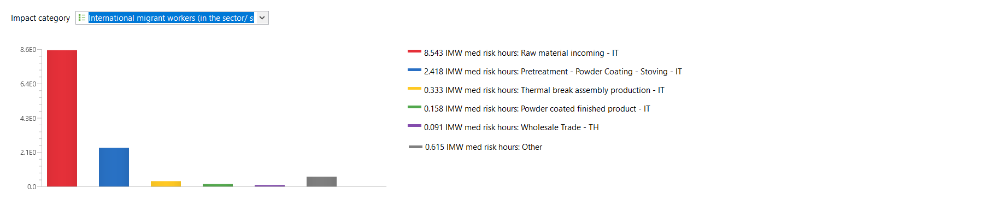 Impact category International migrant workers (in the sector/ si
8.6E0
6.4E0
4.3E0
2.1E0
0.0
8.543 IMW med risk hours: Raw material incoming - IT
2.418 IMW med risk hours: Pretreatment - Powder Coating - Stoving - IT
0.333 IMW med risk hours: Thermal break assembly production - IT
0.158 IMW med risk hours: Powder coated finished product - IT
0.091 IMW med risk hours: Wholesale Trade - TH
0.615 IMW med risk hours: Other